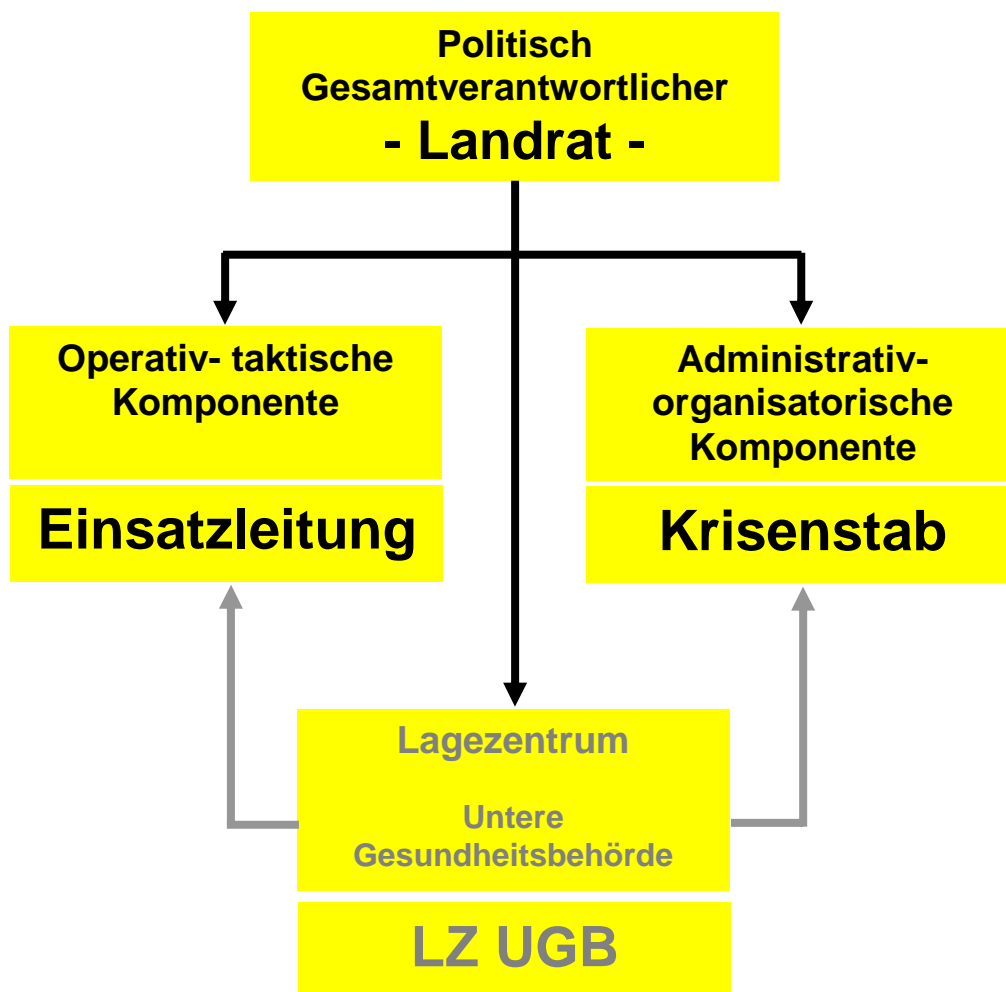 Politisch
Gesamtverantwortlicher
- Landrat -
Operativ- taktische
Komponente
Einsatzleitung
Administrativ-
organisatorische
Komponente
Krisenstab
Lagezentrum
Untere
Gesundheitsbehörde
LZ UGB